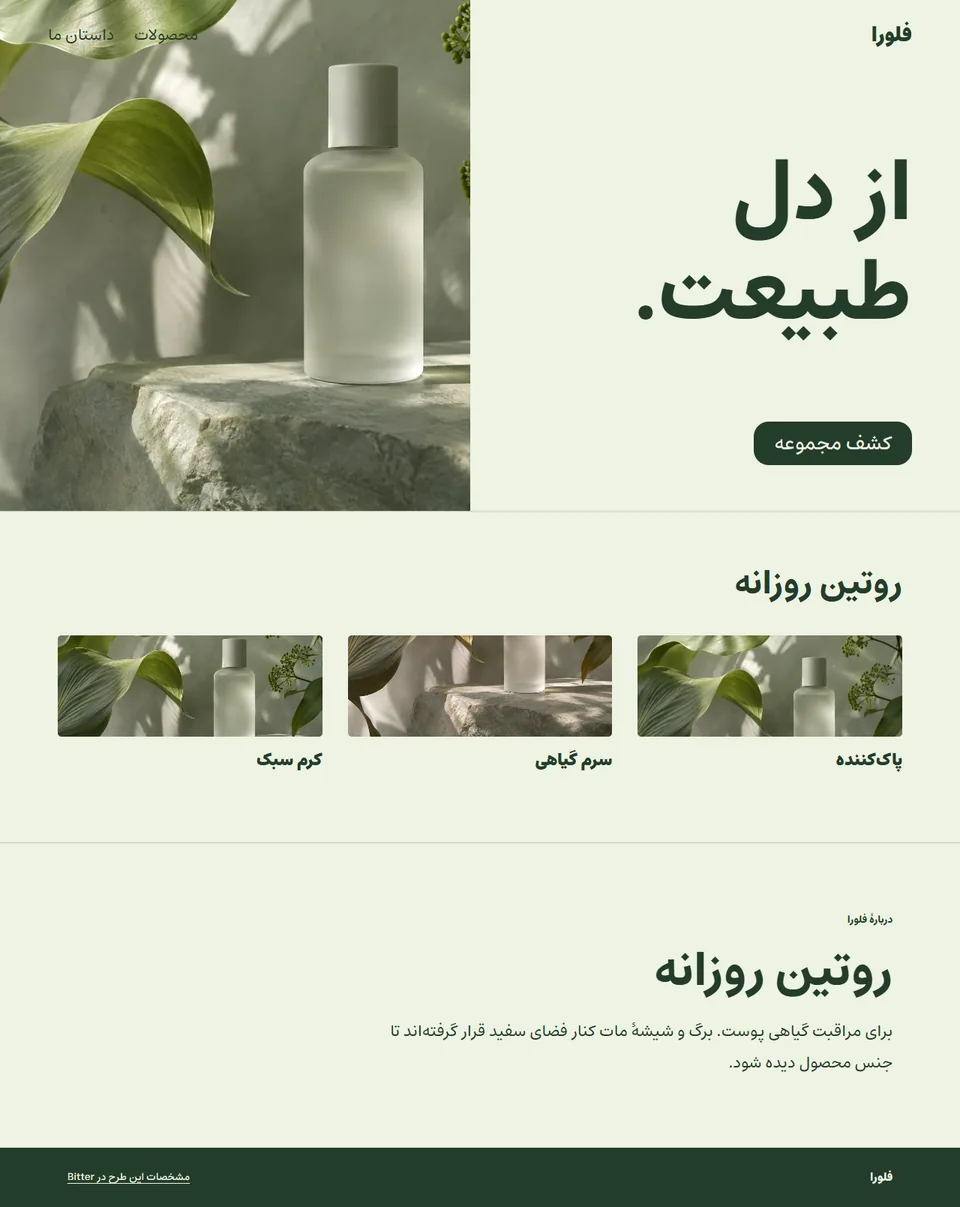 فلورا
محصولات
داستان ما
از دل
طبیعت.
کشف مجموعه
روتین روزانه
پاک‌کننده
سرم گیاهی
کرم سبک
دربارهٔ فلورا
روتین روزانه
برای مراقبت گیاهی پوست. برگ و شیشهٔ مات کنار فضای سفید قرار گرفته‌اند تا
جنس محصول دیده شود.
فلورا
مشخصات این طرح در Bitter